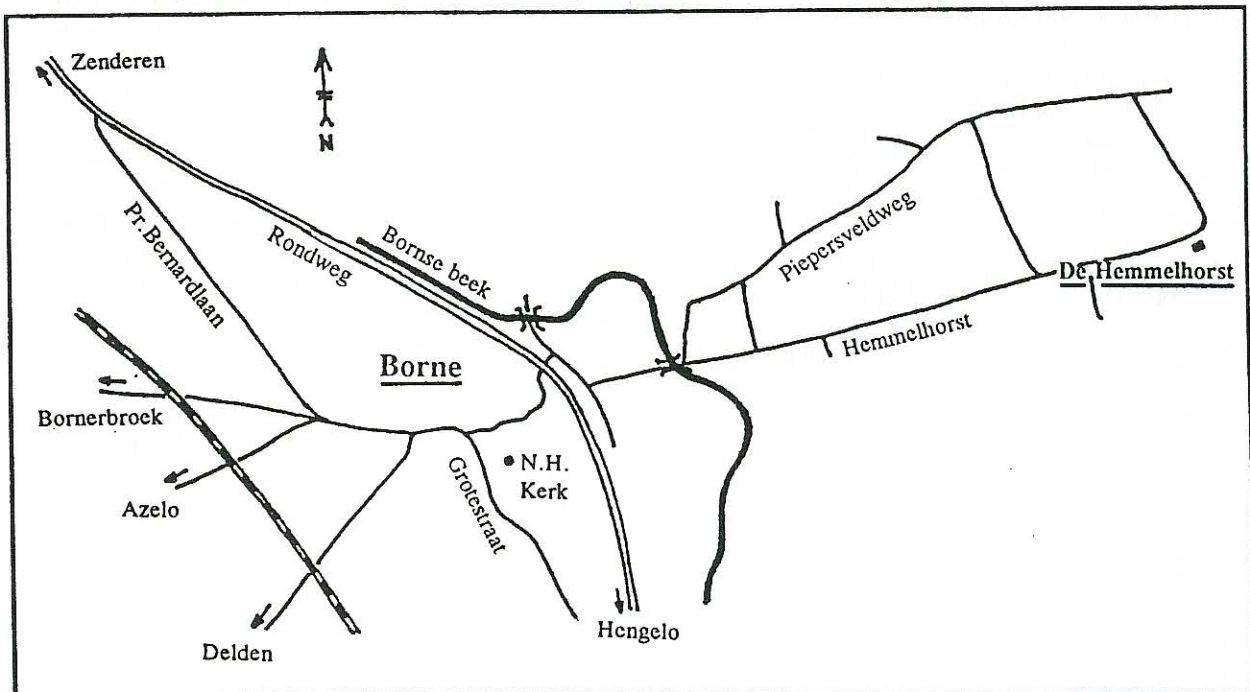 Zenderen
N
Pr. Bernardlaan
Rondweg
Bornse beek
Piepersveldweg
De Hemmelhorst
Hemmelhorst
Borne
Bornerbroek
Azelo
Grotestraat
N.H.
Kerk
Delden
Hengelo